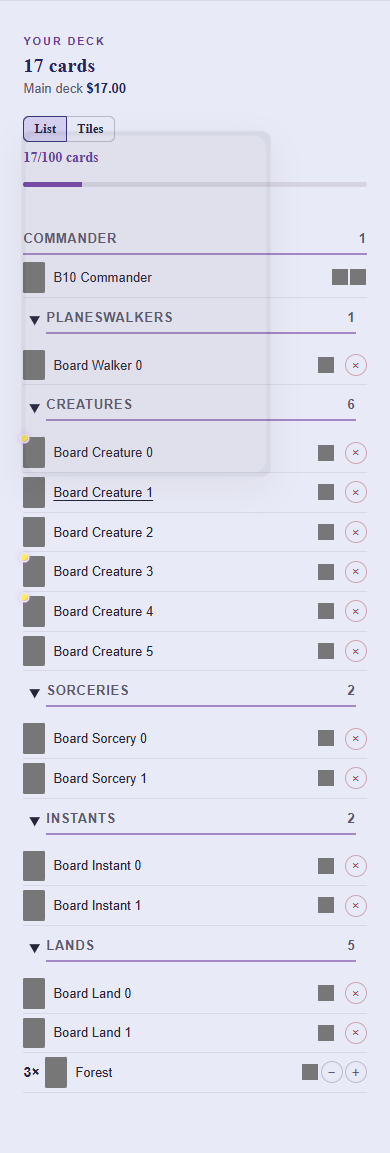 YOUR DECK
17 cards
Main deck $17.00
List Tiles
17/100 cards
COMMANDER 1
B10 Commander
PLANESWALKERS 1
Board Walker 0
CREATURES 6
Board Creature 0
Board Creature 1
Board Creature 2
Board Creature 3
Board Creature 4
Board Creature 5
SORCERIES 2
Board Sorcery 0
Board Sorcery 1
INSTANTS 2
Board Instant 0
Board Instant 1
LANDS 5
Board Land 0
Board Land 1
3× Forest − +